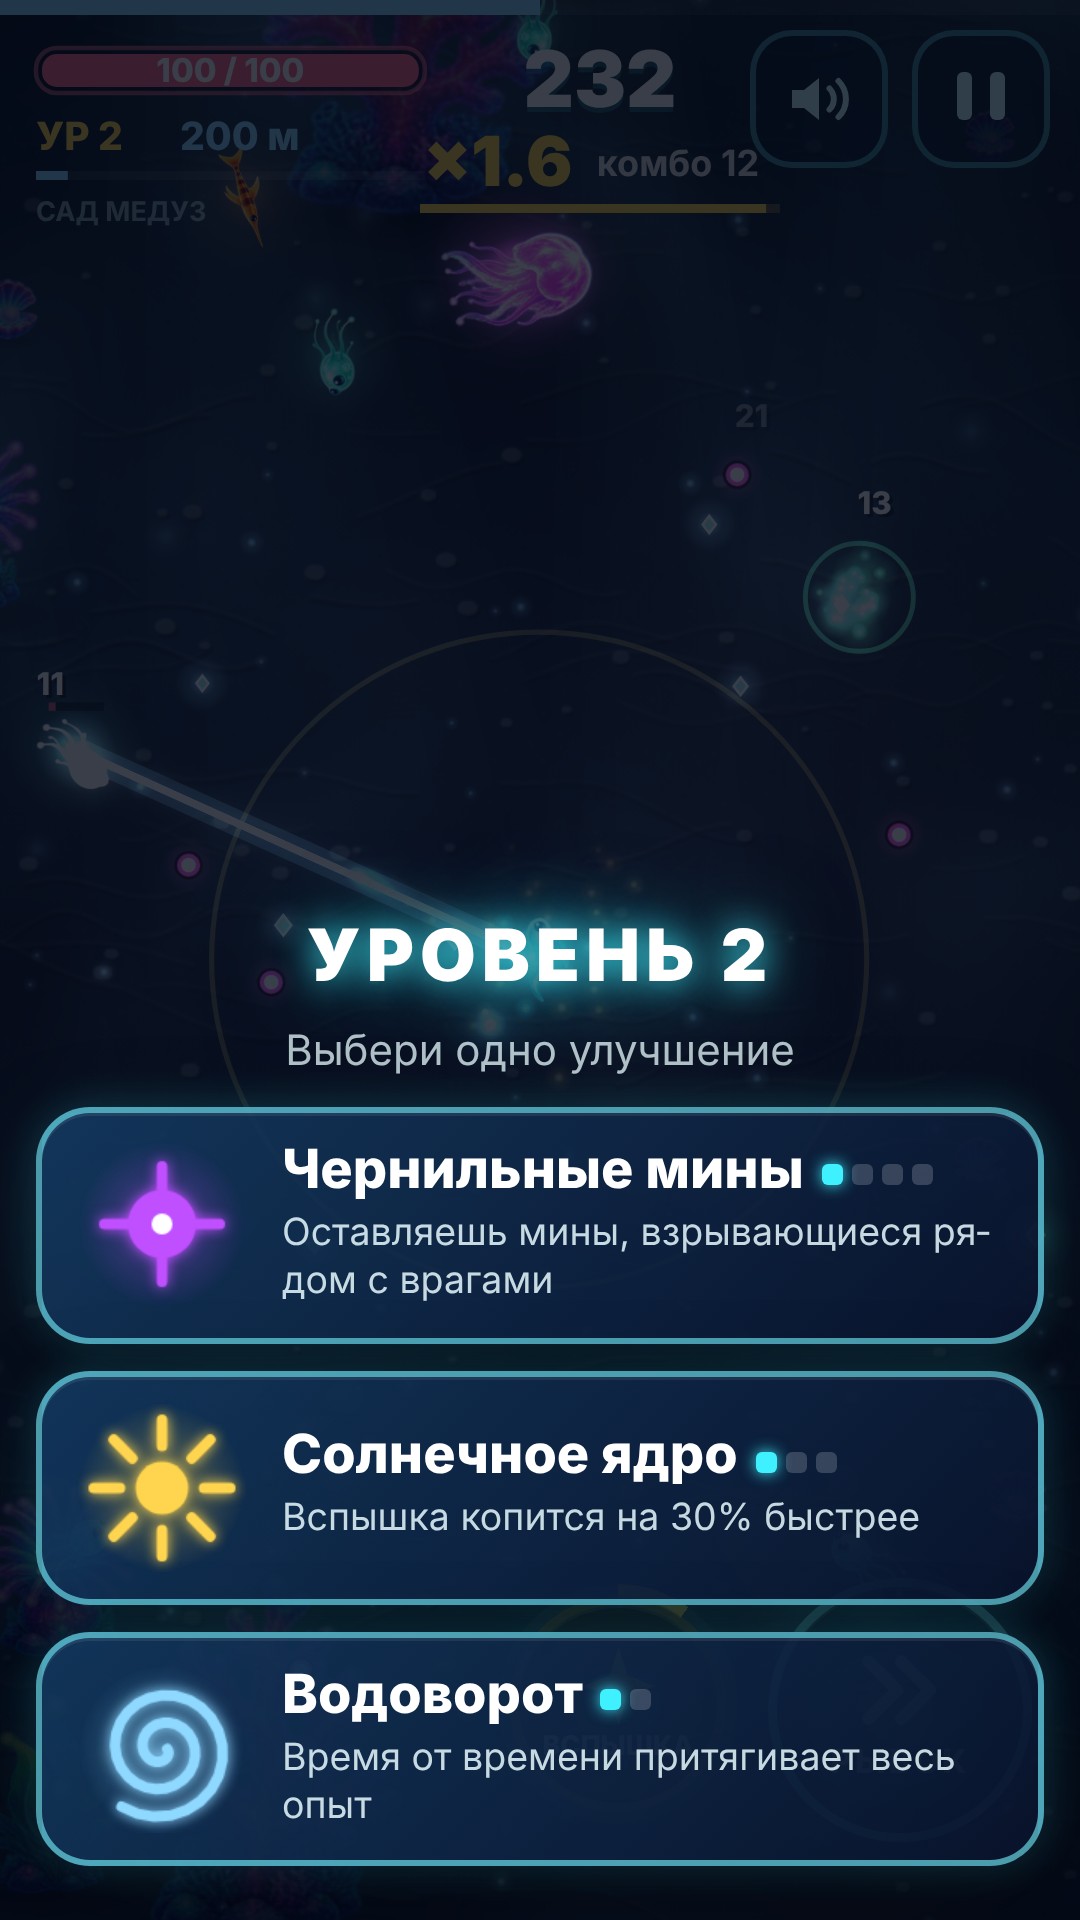 100 / 100
232
УР 2 200 м
×1.6 комбо 12
САД МЕДУЗ
21
13
11
УРОВЕНЬ 2
Выбери одно улучшение
Чернильные мины
Оставляешь мины, взрывающиеся ря-
дом с врагами
Солнечное ядро
Вспышка копится на 30% быстрее
Водоворот
Время от времени притягивает весь
опыт